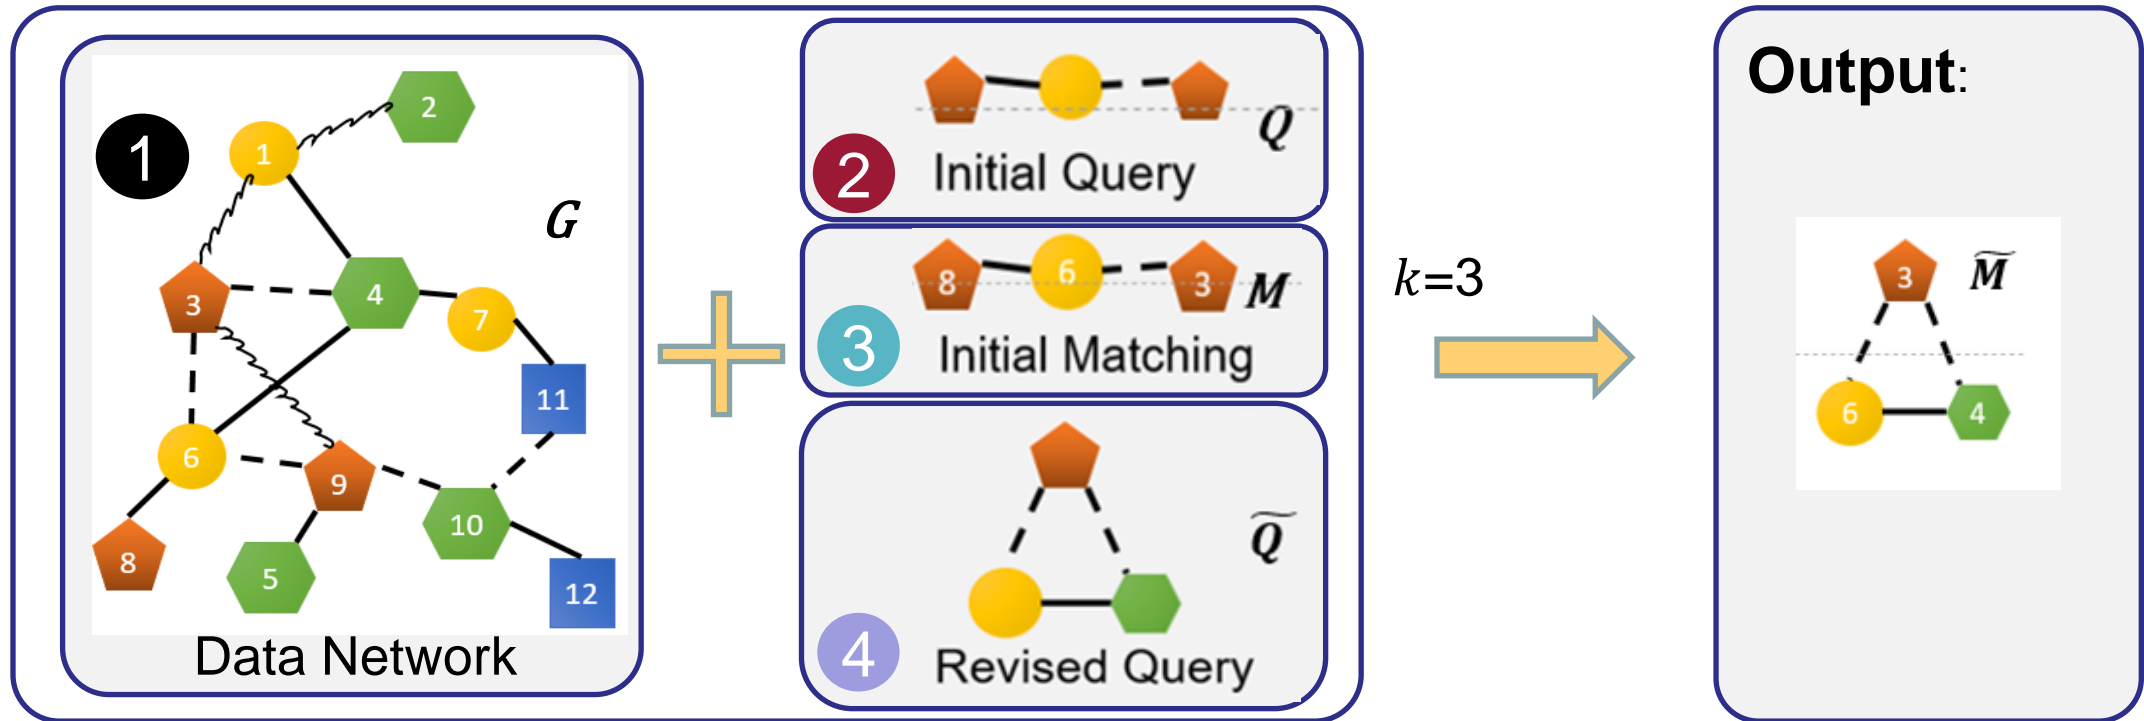 1
2
1
G
3
4
7
11
6
9
10
8
5
12
Data Network
Q
2
Initial Query
8
6
3
M
3
Initial Matching
Q̃
4
Revised Query
k=3
Output:
3
M̃
6
4